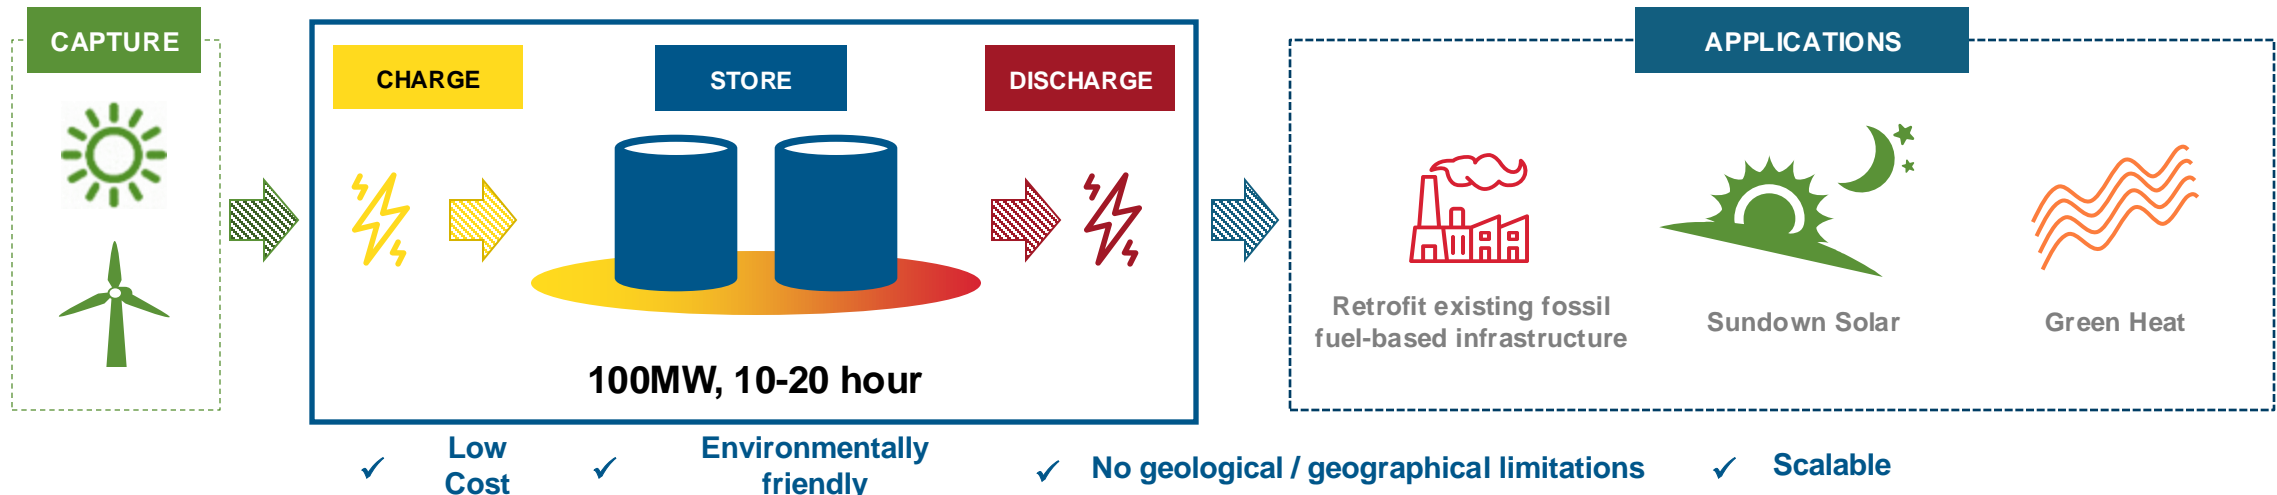 CAPTURE
CHARGE
STORE
DISCHARGE
APPLICATIONS
100MW, 10-20 hour
Retrofit existing fossil
fuel-based infrastructure
Sundown Solar
Green Heat
✓ Low
Cost
✓ Environmentally
friendly
✓ No geological / geographical limitations
✓ Scalable